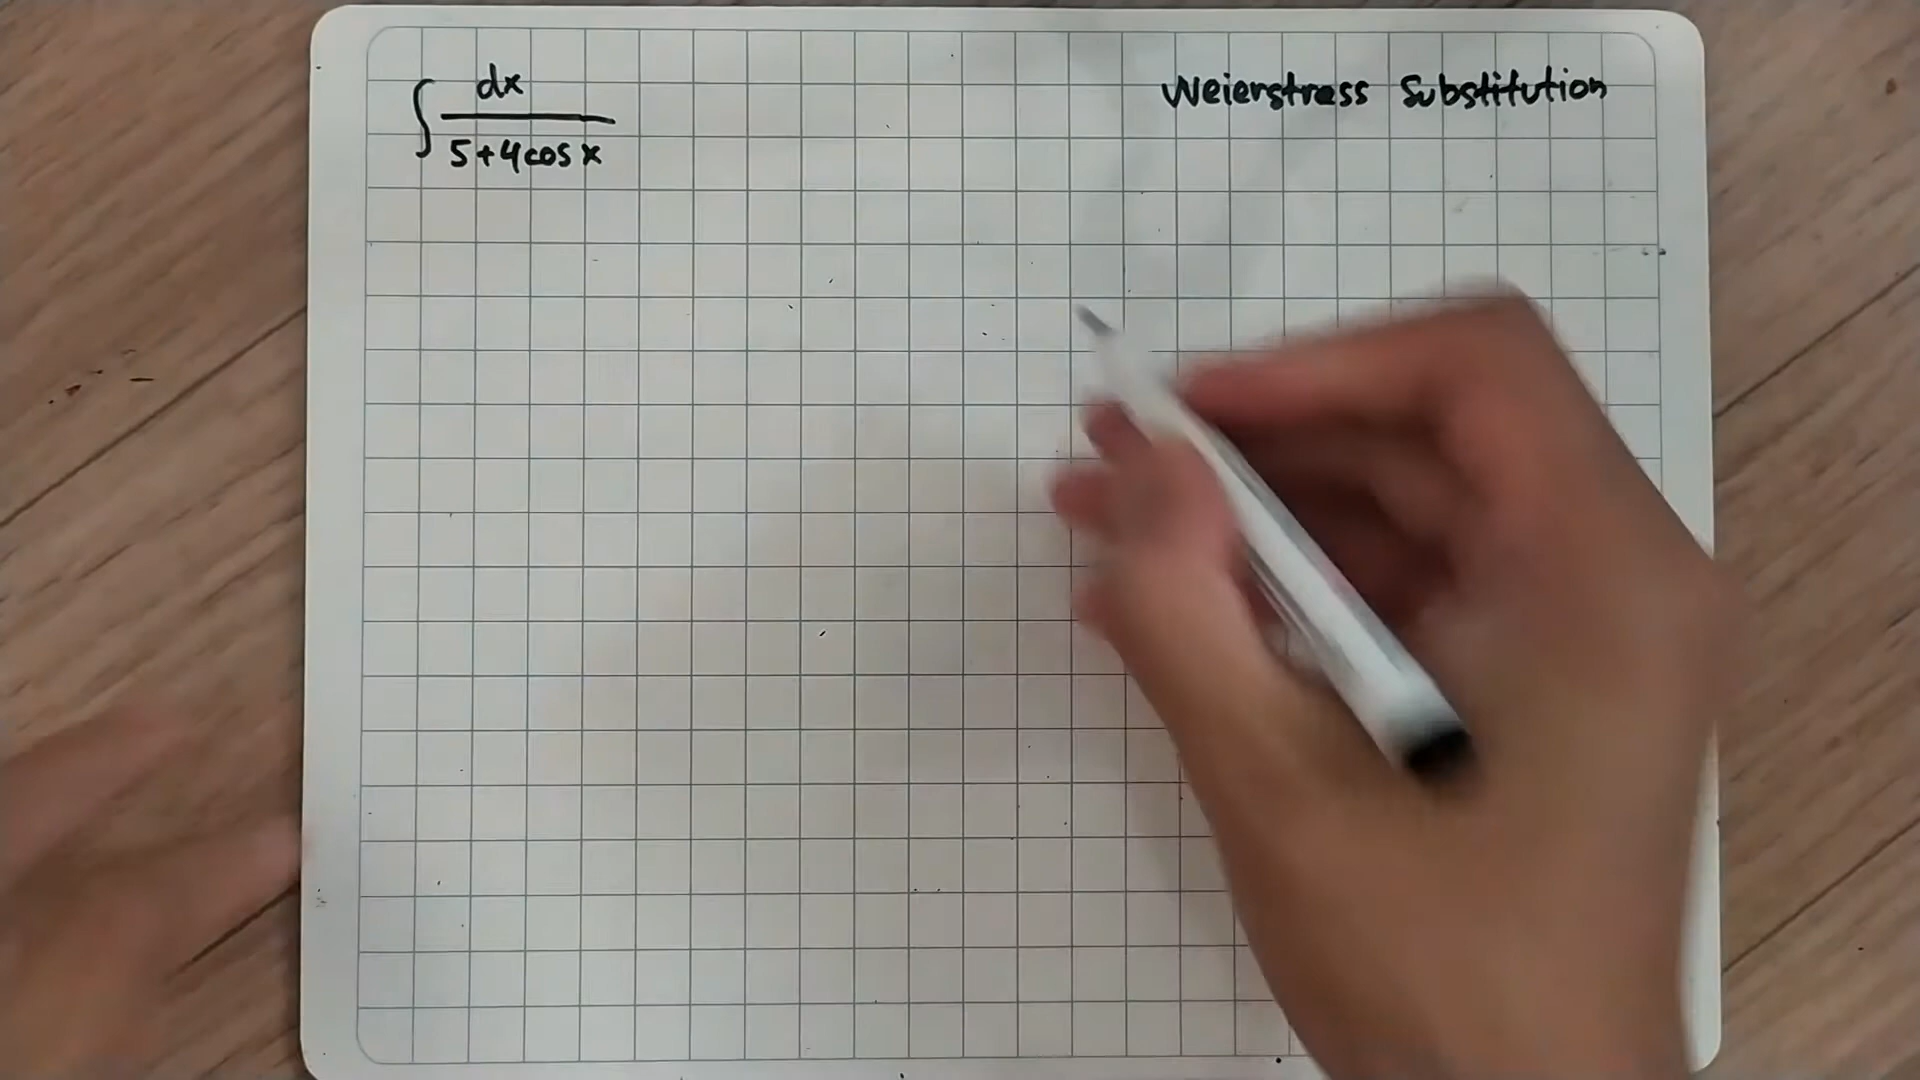 ∫ dx / 5+4cos x
Weierstrass Substitution